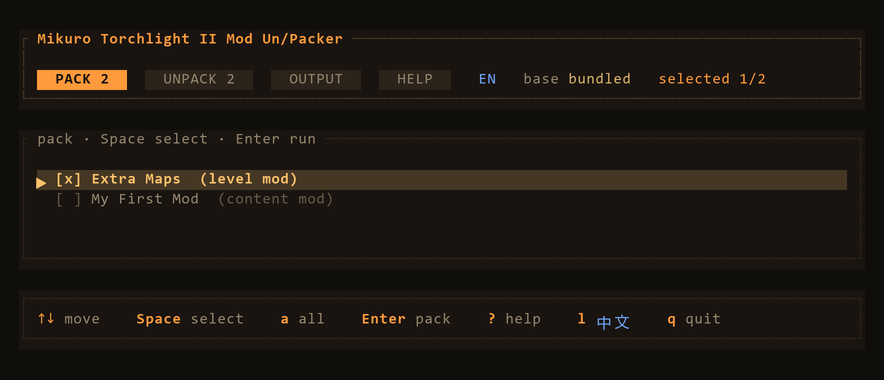 Mikuro Torchlight II Mod Un/Packer
PACK 2 UNPACK 2 OUTPUT HELP EN base bundled selected 1/2
pack · Space select · Enter run
▶ [x] Extra Maps (level mod)
[ ] My First Mod (content mod)
↑↓ move Space select a all Enter pack ? help l 中文 q quit